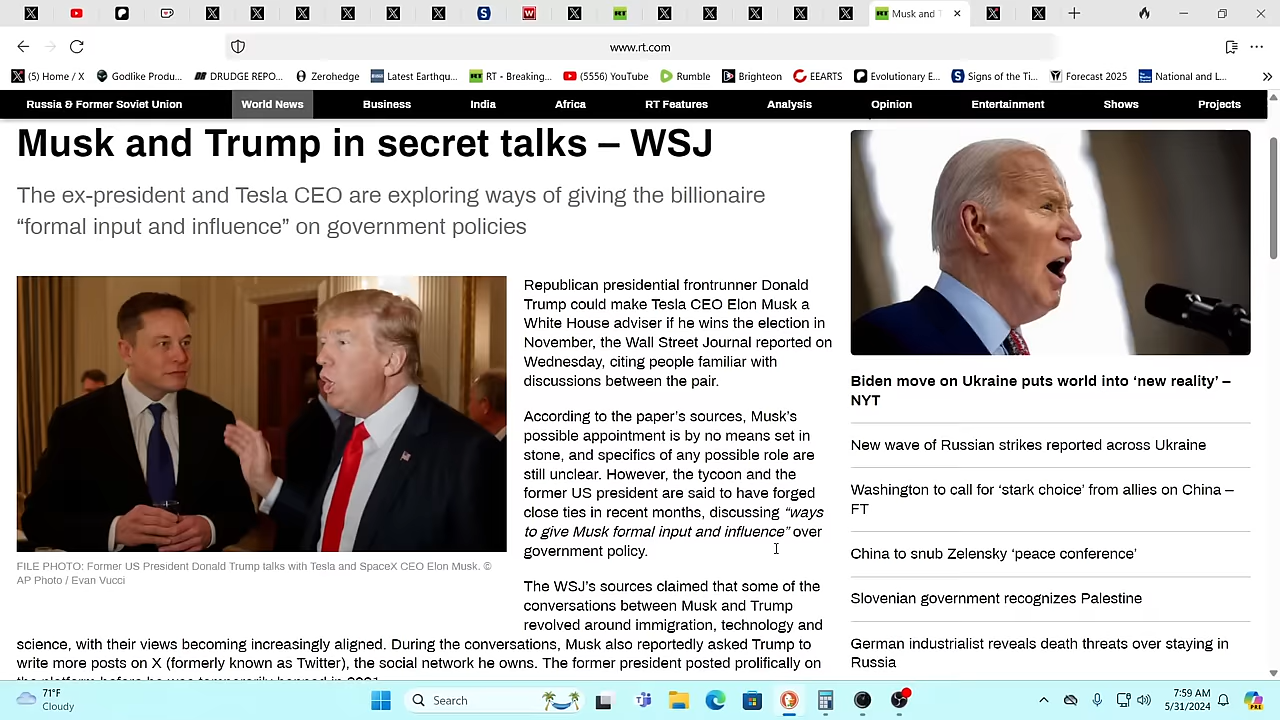 Musk and T
www.rt.com
(5) Home / X
Godlike Produ...
DRUDGE REPO...
Zerohedge
Latest Earthqu...
RT - Breaking...
(5556) YouTube
Rumble
Brighteon
EEARTS
Evolutionary E...
Signs of the Ti...
Forecast 2025
National and L...
Russia & Former Soviet Union
World News
Business
India
Africa
RT Features
Analysis
Opinion
Entertainment
Shows
Projects
Musk and Trump in secret talks – WSJ
The ex-president and Tesla CEO are exploring ways of giving the billionaire
“formal input and influence” on government policies
FILE PHOTO: Former US President Donald Trump talks with Tesla and SpaceX CEO Elon Musk. ©
AP Photo / Evan Vucci
Republican presidential frontrunner Donald
Trump could make Tesla CEO Elon Musk a
White House adviser if he wins the election in
November, the Wall Street Journal reported on
Wednesday, citing people familiar with
discussions between the pair.
According to the paper’s sources, Musk’s
possible appointment is by no means set in
stone, and specifics of any possible role are
still unclear. However, the tycoon and the
former US president are said to have forged
close ties in recent months, discussing “ways
to give Musk formal input and influence” over
government policy.
The WSJ’s sources claimed that some of the
conversations between Musk and Trump
revolved around immigration, technology and
science, with their views becoming increasingly aligned. During the conversations, Musk also reportedly asked Trump to
write more posts on X (formerly known as Twitter), the social network he owns. The former president posted prolifically on
Biden move on Ukraine puts world into ‘new reality’ –
NYT
New wave of Russian strikes reported across Ukraine
Washington to call for ‘stark choice’ from allies on China –
FT
China to snub Zelensky ‘peace conference’
Slovenian government recognizes Palestine
German industrialist reveals death threats over staying in
Russia
71°F
Cloudy
Search
7:59 AM
5/31/2024